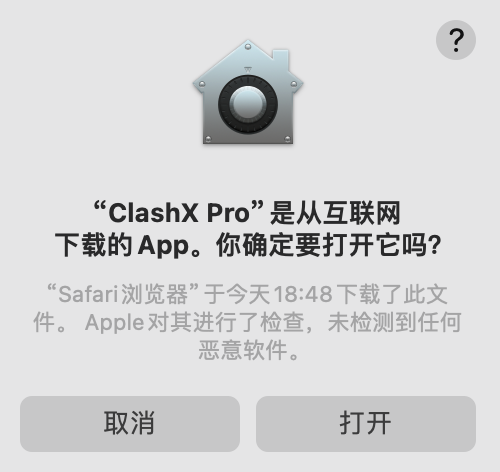 ?
“ClashX Pro”是从互联网
下载的 App。你确定要打开它吗?
“Safari浏览器”于今天18:48下载了此文
件。 Apple对其进行了检查，未检测到任何
恶意软件。
取消
打开